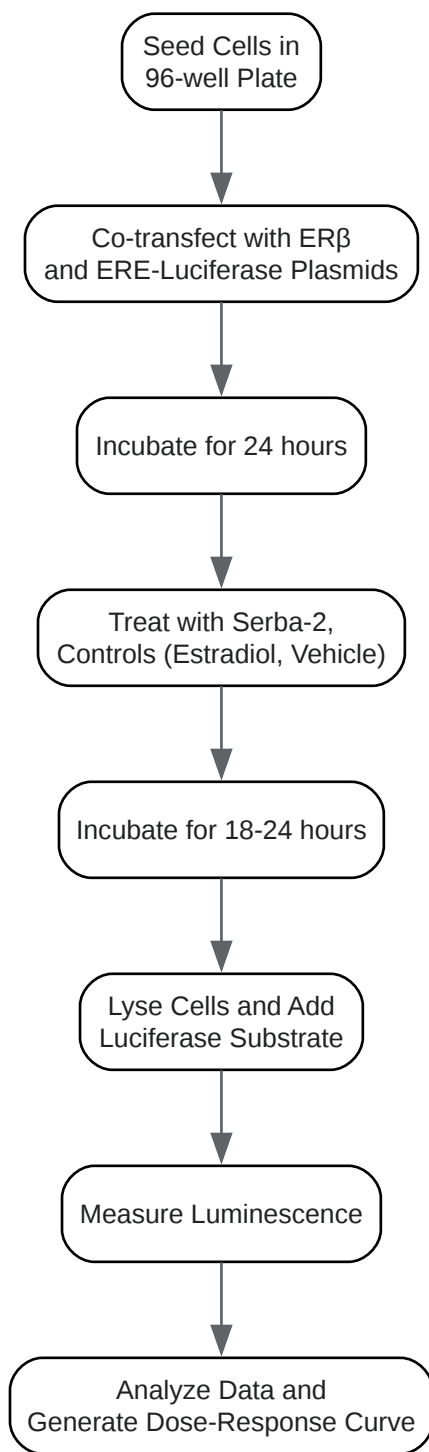 Seed Cells in
96-well Plate
Co-transfect with ERβ
and ERE-Luciferase Plasmids
Incubate for 24 hours
Treat with Serba-2,
Controls (Estradiol, Vehicle)
Incubate for 18-24 hours
Lyse Cells and Add
Luciferase Substrate
Measure Luminescence
Analyze Data and
Generate Dose-Response Curve